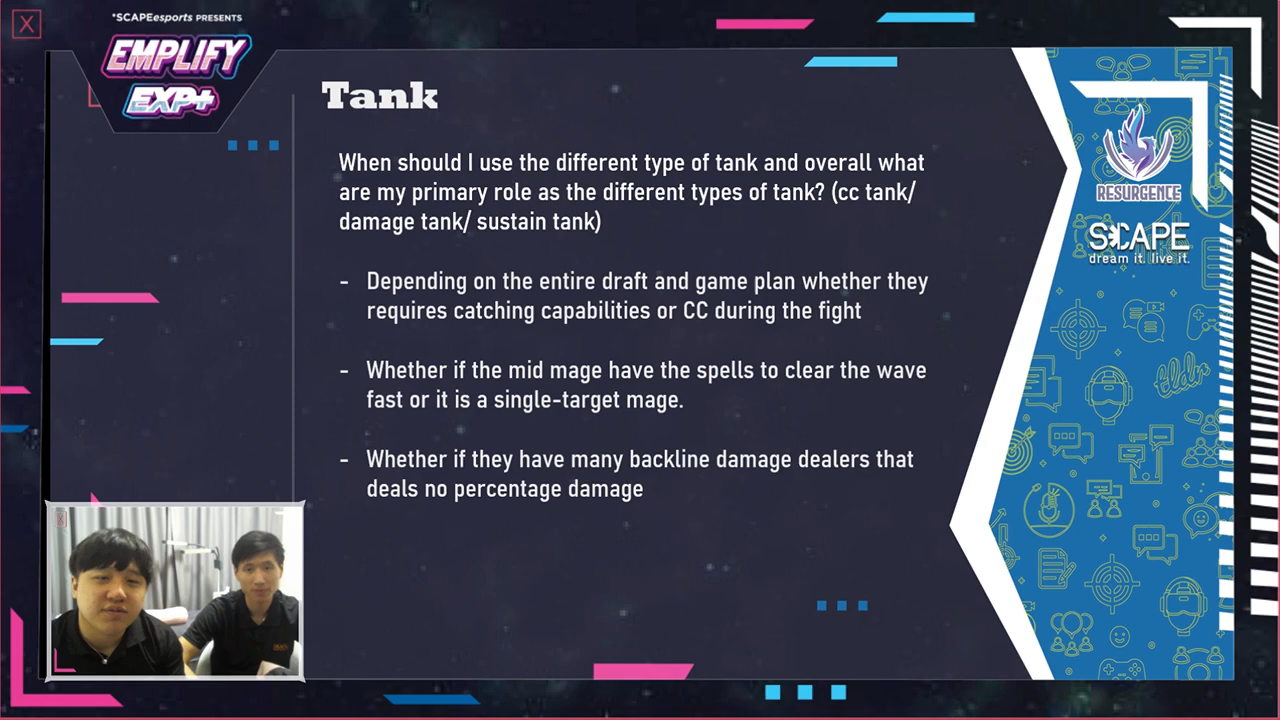 *SCAPEesports PRESENTS
EMPLIFY
EXP+
Tank
When should I use the different type of tank and overall what
are my primary role as the different types of tank? (cc tank/
damage tank/ sustain tank)
- Depending on the entire draft and game plan whether they
requires catching capabilities or CC during the fight
- Whether if the mid mage have the spells to clear the wave
fast or it is a single-target mage.
- Whether if they have many backline damage dealers that
deals no percentage damage
RESURGENCE
S*CAPE
dream it. live it.